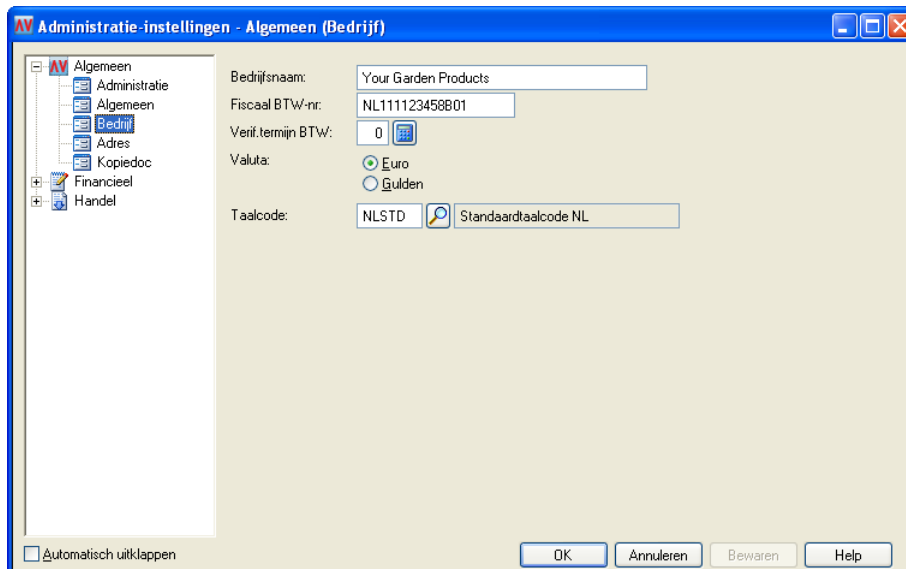 Administratie-instellingen - Algemeen (Bedrijf)
Algemeen
Administratie
Algemeen
Bedrijf
Adres
Kopiedoc
Financieel
Handel
Bedrijfsnaam: Your Garden Products
Fiscaal BTW-nr: NL111123458B01
Verif.termijn BTW: 0
Valuta: Euro
Gulden
Taalcode: NLSTD Standaardtaalcode NL
Automatisch uitklappen
OK Annuleren Bewaren Help